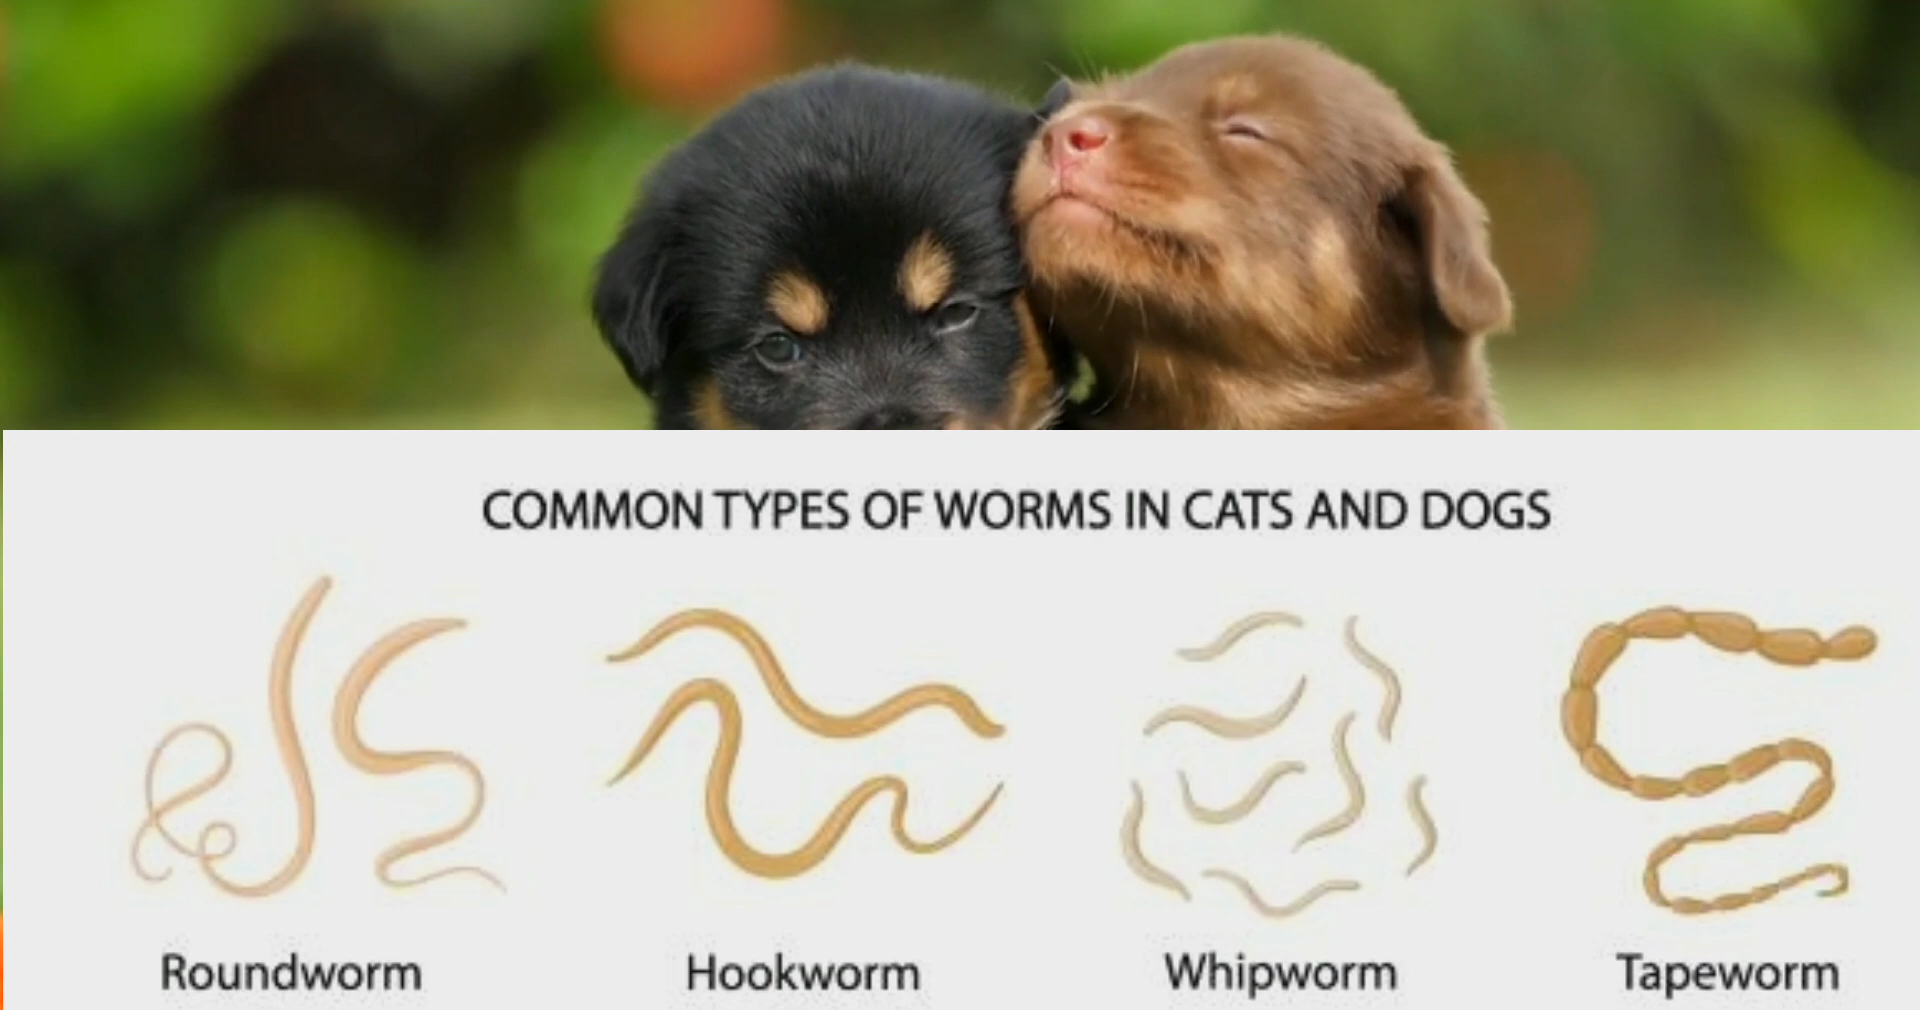 COMMON TYPES OF WORMS IN CATS AND DOGS
Roundworm
Hookworm
Whipworm
Tapeworm